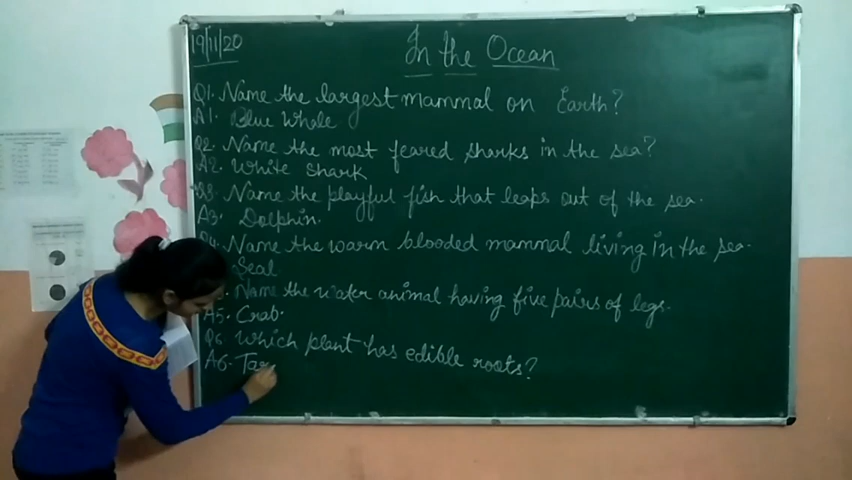 19/11/20
In the Ocean
Q1. Name the largest mammal on Earth?
A1. Blue Whale.
Q2. Name the most feared sharks in the sea?
A2. White shark
Q3. Name the playful fish that leaps out of the sea.
A3. Dolphin.
Q4. Name the warm blooded mammal living in the sea.
Seal
Name the water animal having five pairs of legs.
A5. Crab.
Q6. Which plant has edible roots?
A6. Tar